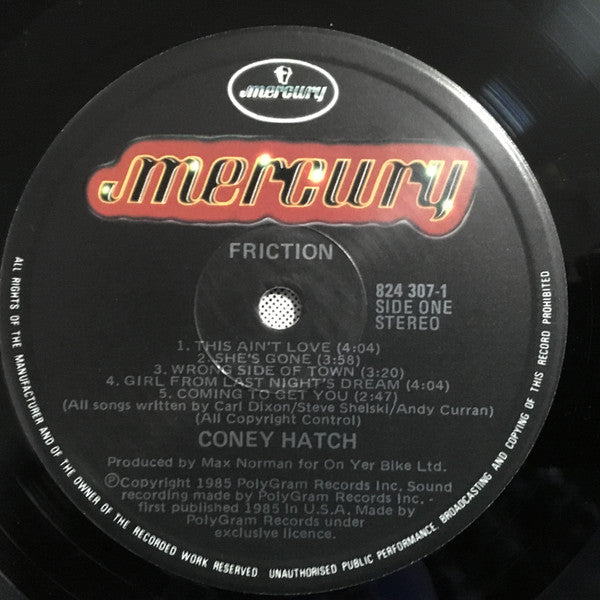 mercury
mercury
FRICTION
824 307-1
SIDE ONE
STEREO
1. THIS AIN'T LOVE (4:04)
2. SHE'S GONE (3:58)
3. WRONG SIDE OF TOWN (3:20)
4. GIRL FROM LAST NIGHT'S DREAM (4:04)
5. COMING TO GET YOU (2:47)
(All songs written by Carl Dixon/Steve Shelski/Andy Curran)
(All Copyright Control)
CONEY HATCH
Produced by Max Norman for On Yer Bike Ltd.
ⓅCopyright 1985 PolyGram Records Inc. Sound
recording made by PolyGram Records Inc. -
first published 1985 in U.S.A. Made by
PolyGram Records under
exclusive licence.
ALL RIGHTS OF THE MANUFACTURER AND OF THE OWNER OF THE RECORDED WORK RESERVED. UNAUTHORISED PUBLIC PERFORMANCE, BROADCASTING AND COPYING OF THIS RECORD PROHIBITED